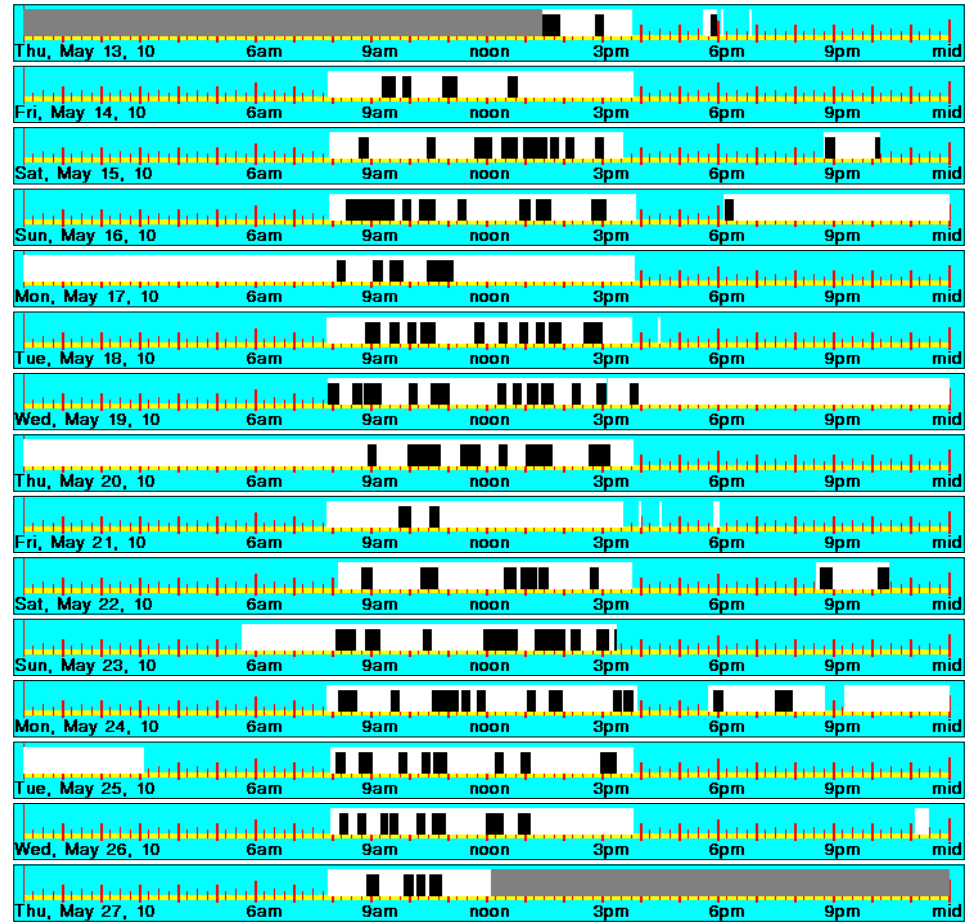 Thu, May 13, 10 6am 9am noon 3pm 6pm 9pm mid
Fri, May 14, 10 6am 9am noon 3pm 6pm 9pm mid
Sat, May 15, 10 6am 9am noon 3pm 6pm 9pm mid
Sun, May 16, 10 6am 9am noon 3pm 6pm 9pm mid
Mon, May 17, 10 6am 9am noon 3pm 6pm 9pm mid
Tue, May 18, 10 6am 9am noon 3pm 6pm 9pm mid
Wed, May 19, 10 6am 9am noon 3pm 6pm 9pm mid
Thu, May 20, 10 6am 9am noon 3pm 6pm 9pm mid
Fri, May 21, 10 6am 9am noon 3pm 6pm 9pm mid
Sat, May 22, 10 6am 9am noon 3pm 6pm 9pm mid
Sun, May 23, 10 6am 9am noon 3pm 6pm 9pm mid
Mon, May 24, 10 6am 9am noon 3pm 6pm 9pm mid
Tue, May 25, 10 6am 9am noon 3pm 6pm 9pm mid
Wed, May 26, 10 6am 9am noon 3pm 6pm 9pm mid
Thu, May 27, 10 6am 9am noon 3pm 6pm 9pm mid